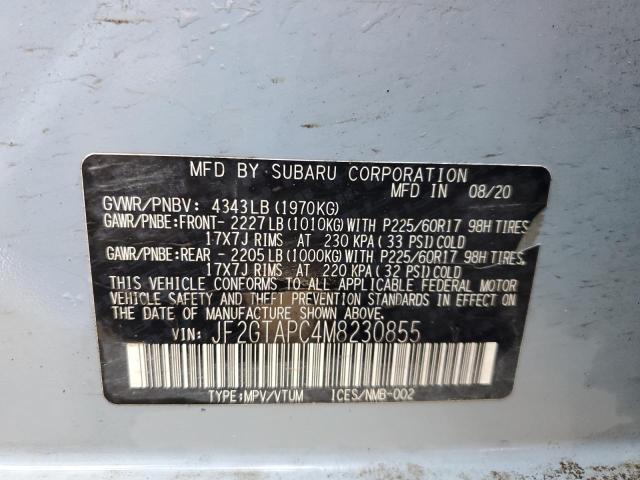 MFD BY SUBARU CORPORATION
MFD IN 08/20
GVWR/PNBV: 4343LB (1970KG)
GAWR/PNBE:FRONT- 2227LB (1010KG)WITH P225/60R17 98H TIRES
17X7J RIMS AT 230 KPA (33 PSI)COLD
GAWR/PNBE:REAR - 2205LB (1000KG)WITH P225/60R17 98H TIRES
17X7J RIMS AT 220 KPA (32 PSI)COLD
THIS VEHICLE CONFORMS TO ALL APPLICABLE FEDERAL MOTOR
VEHICLE SAFETY AND THEFT PREVENTION STANDARDS IN EFFECT ON
THE DATE OF MANUFACTURE SHOWN ABOVE.
VIN: JF2GTAPC4M8230855
TYPE:MPV/VTUM ICES/NMB-002